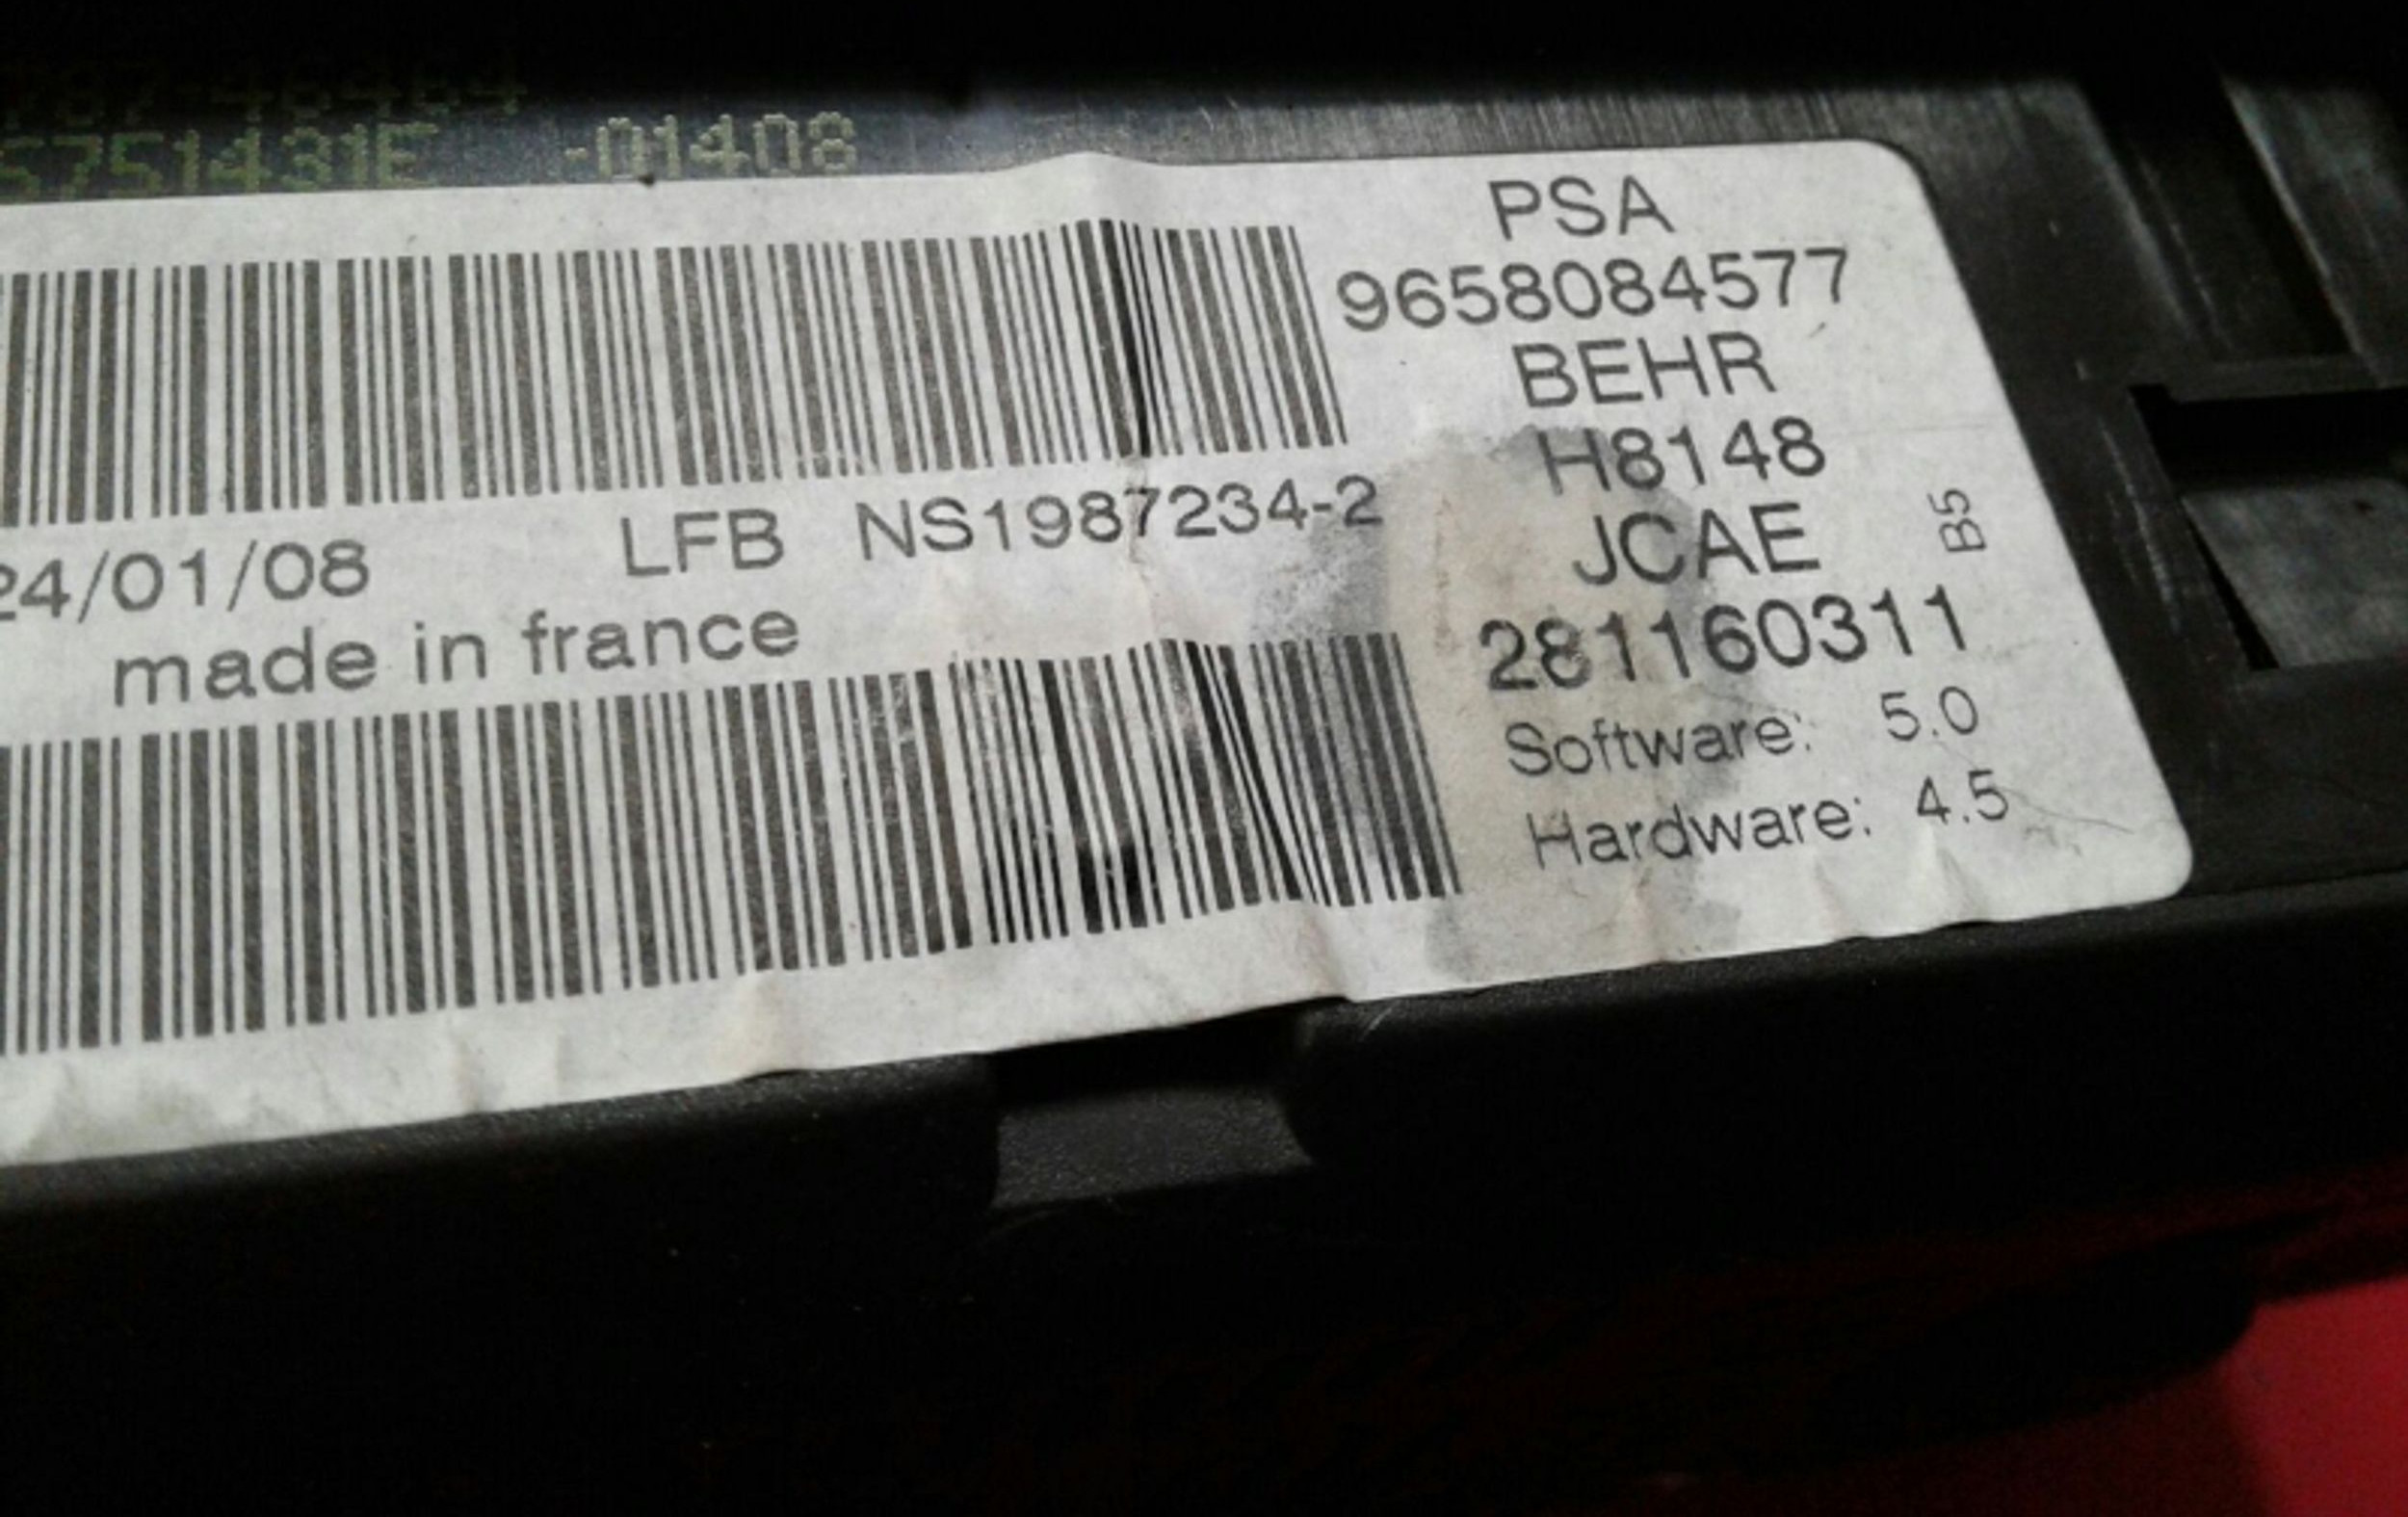 5751431E -01408
PSA
9658084577
BEHR
H8148
24/01/08 LFB NS1987234-2
JCAE
B5
made in france
281160311
Software: 5.0
Hardware: 4.5